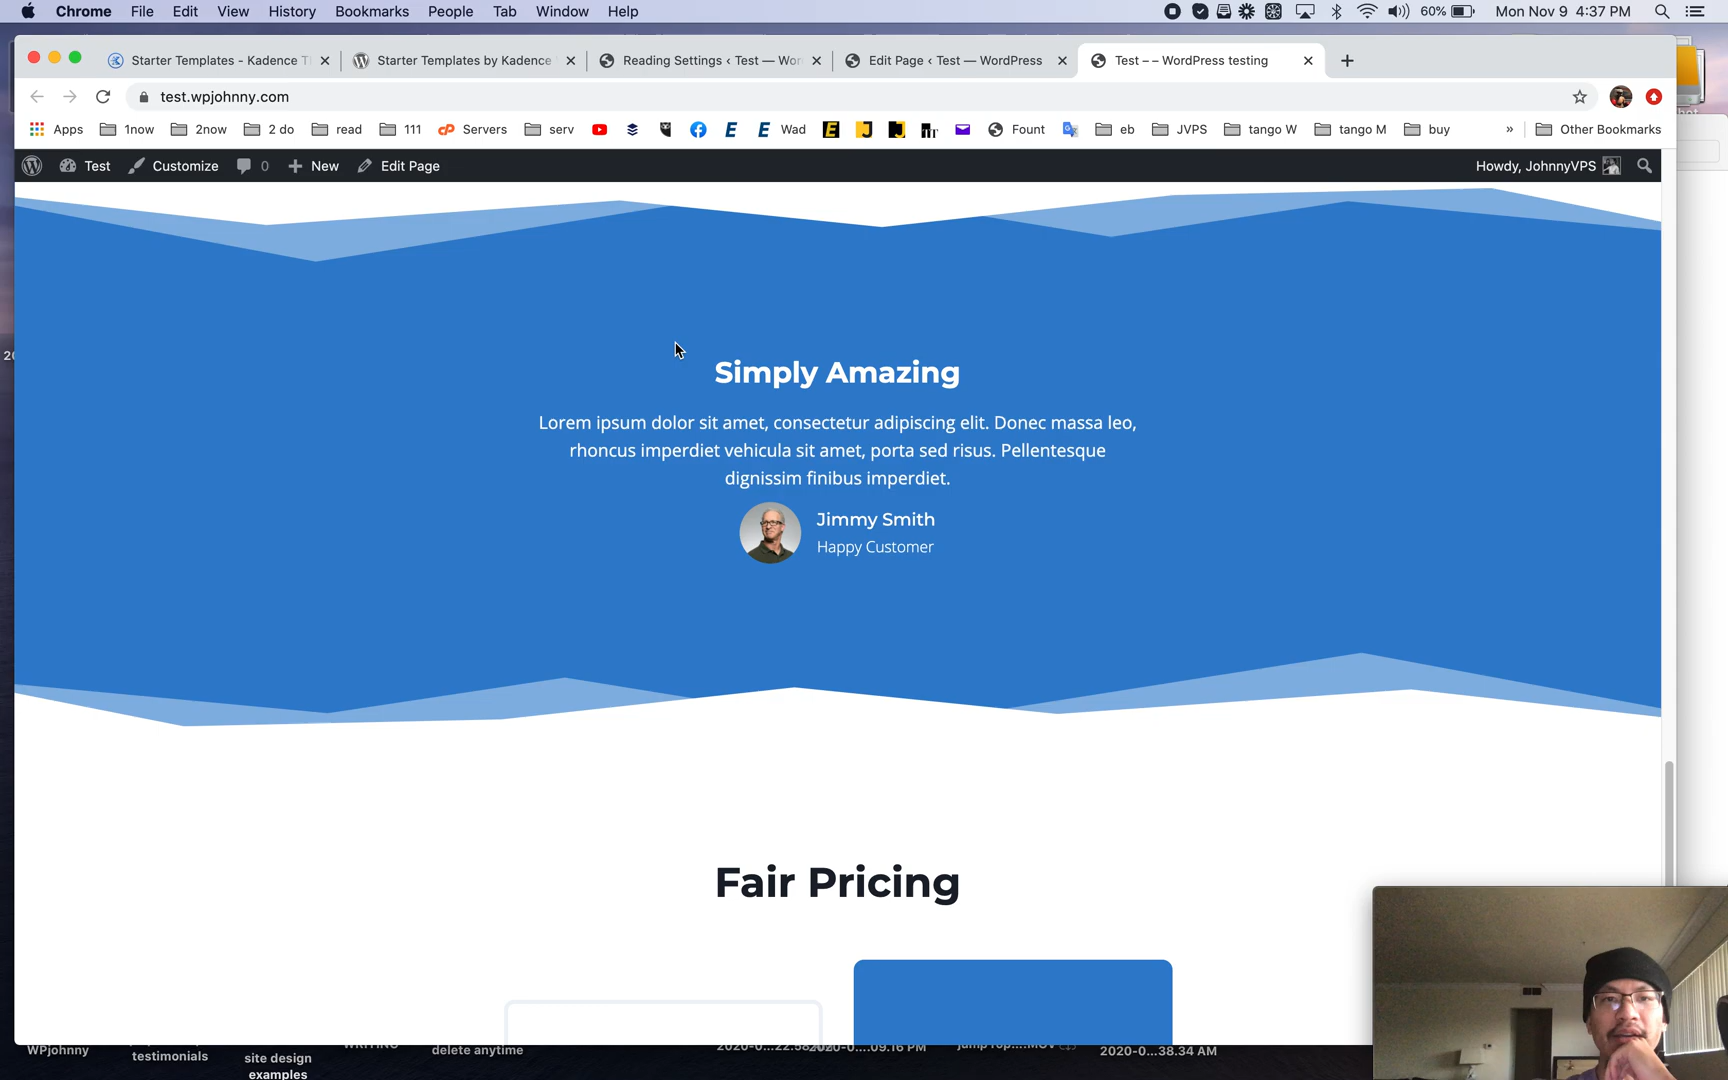 Chrome File Edit View History Bookmarks People Tab Window Help 60% Mon Nov 9 4:37 PM
Starter Templates - Kadence T Starter Templates by Kadence Reading Settings ‹ Test — Wor Edit Page ‹ Test — WordPress Test – – WordPress testing
test.wpjohnny.com
Apps 1now 2now 2 do read 111 Servers serv Wad Fount eb JVPS tango W tango M buy » Other Bookmarks
Test Customize 0 New Edit Page Howdy, JohnnyVPS
Simply Amazing
Lorem ipsum dolor sit amet, consectetur adipiscing elit. Donec massa leo,
rhoncus imperdiet vehicula sit amet, porta sed risus. Pellentesque
dignissim finibus imperdiet.
Jimmy Smith
Happy Customer
Fair Pricing
WPjohnny testimonials site design examples delete anytime 2020-0...38.34 AM